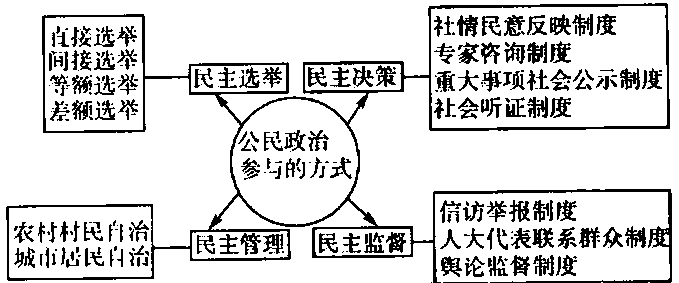 直接选举
间接选举
等额选举
差额选举
民主选举
民主决策
社情民意反映制度
专家咨询制度
重大事项社会公示制度
社会听证制度
公民政治
参与的方式
农村村民自治
城市居民自治
民主管理
民主监督
信访举报制度
人大代表联系群众制度
舆论监督制度